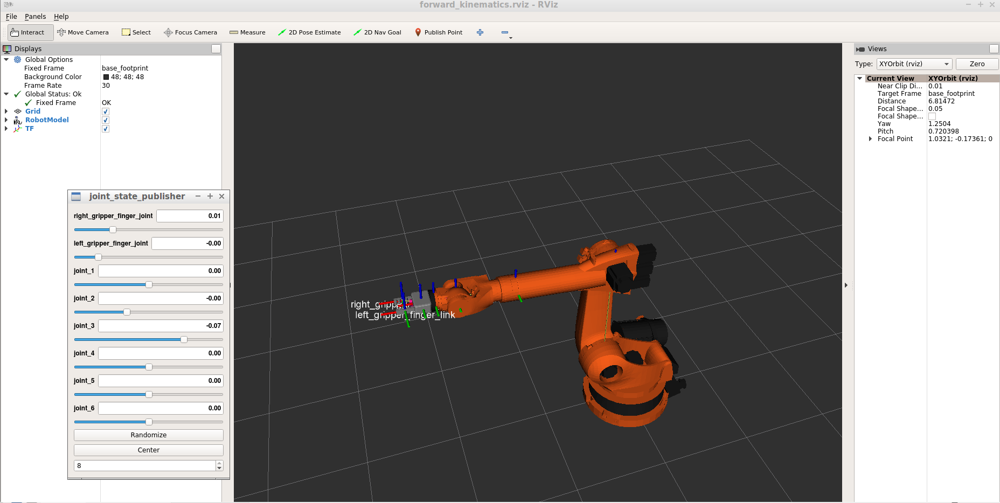 forward_kinematics.rviz - RViz
File Panels Help
Interact Move Camera Select Focus Camera Measure 2D Pose Estimate 2D Nav Goal Publish Point
Displays
Global Options
Fixed Frame base_footprint
Background Color 48; 48; 48
Frame Rate 30
Global Status: Ok
Fixed Frame OK
Grid
RobotModel
TF
joint_state_publisher
right_gripper_finger_joint 0.01
left_gripper_finger_joint -0.00
joint_1 0.00
joint_2 -0.00
joint_3 -0.07
joint_4 0.00
joint_5 0.00
joint_6 0.00
Randomize
Center
8
left_gripper_finger_link
Views
Type: XYOrbit (rviz) Zero
Current View XYOrbit (rviz)
Near Clip Di... 0.01
Target Frame base_footprint
Distance 6.81472
Focal Shape... 0.05
Focal Shape...
Yaw 1.2504
Pitch 0.720398
Focal Point 1.0321; -0.17361; 0